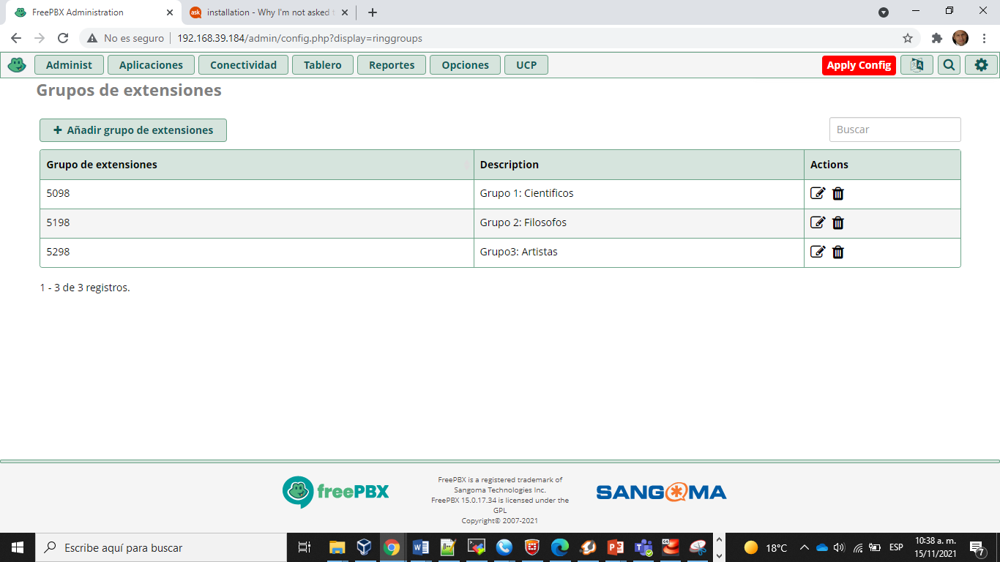 FreePBX Administration
installation - Why I'm not asked t
No es seguro
192.168.39.184/admin/config.php?display=ringgroups
Administ Aplicaciones Conectividad Tablero Reportes Opciones UCP Apply Config
Grupos de extensiones
Añadir grupo de extensiones
Buscar
Grupo de extensiones Description Actions
5098 Grupo 1: Cientificos
5198 Grupo 2: Filosofos
5298 Grupo3: Artistas
1 - 3 de 3 registros.
freePBX
FreePBX is a registered trademark of
Sangoma Technologies Inc.
FreePBX 15.0.17.34 is licensed under the
GPL
Copyright© 2007-2021
SANGOMA
Escribe aquí para buscar
18°C
ESP
10:38 a. m.
15/11/2021
7